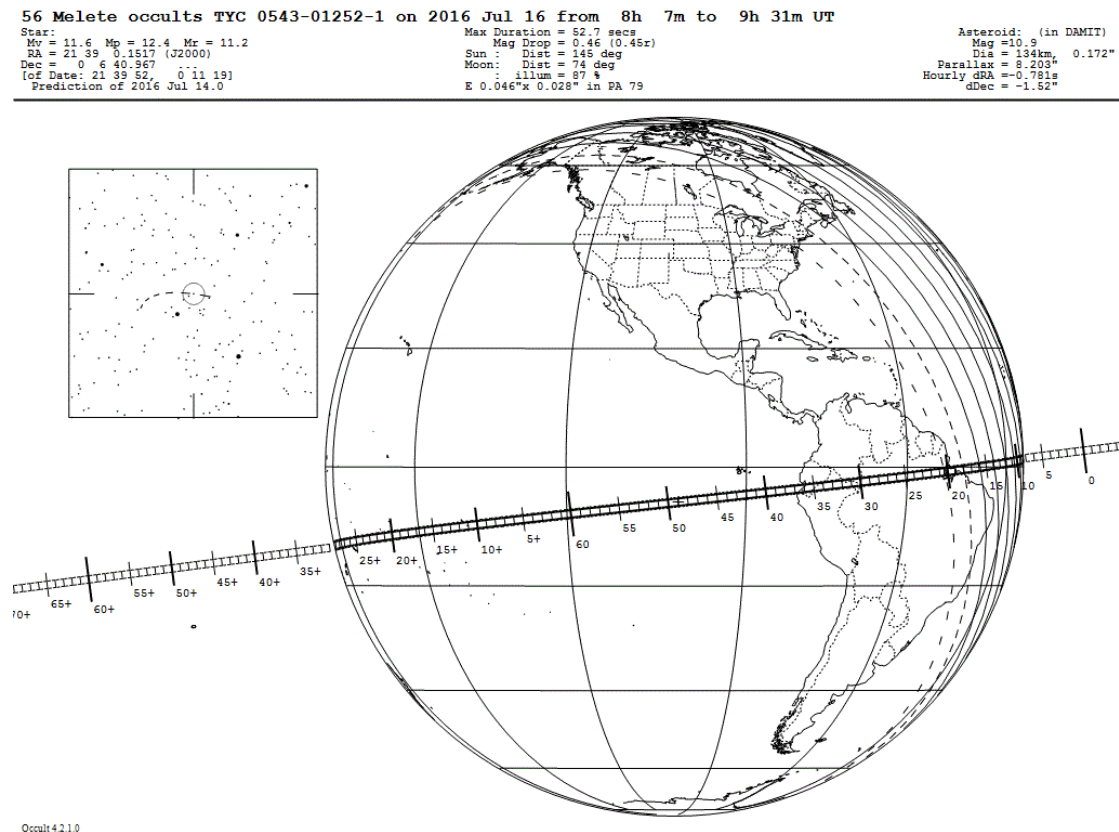 56 Melete occults TYC 0543-01252-1 on 2016 Jul 16 from  8h  7m to  9h 31m UT
Star:
Mv = 11.6  Mp = 12.4  Mr = 11.2
RA = 21 39  0.1517 (J2000)
Dec =   0  6 40.967   ...
[of Date: 21 39 52,   0 11 19]
Prediction of 2016 Jul 14.0
Max Duration = 52.7 secs
Mag Drop = 0.46 (0.45r)
Sun :   Dist = 145 deg
Moon:   Dist = 74 deg
:  illum = 87 %
E 0.046"x 0.028" in PA 79
Asteroid:  (in DAMIT)
Mag =10.9
Dia = 134km,  0.172"
Parallax = 8.203"
Hourly dRA =-0.781s
dDec = -1.52"
70+ 65+ 60+ 55+ 50+ 45+ 40+ 35+ 25+ 20+ 15+ 10+ 5+ 60 55 50 45 40 35 30 25 20 15 10 5 0
Occult 4.2.1.0